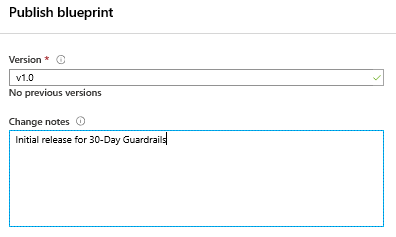 Publish blueprint
Version *
v1.0
No previous versions
Change notes
Initial release for 30-Day Guardrails